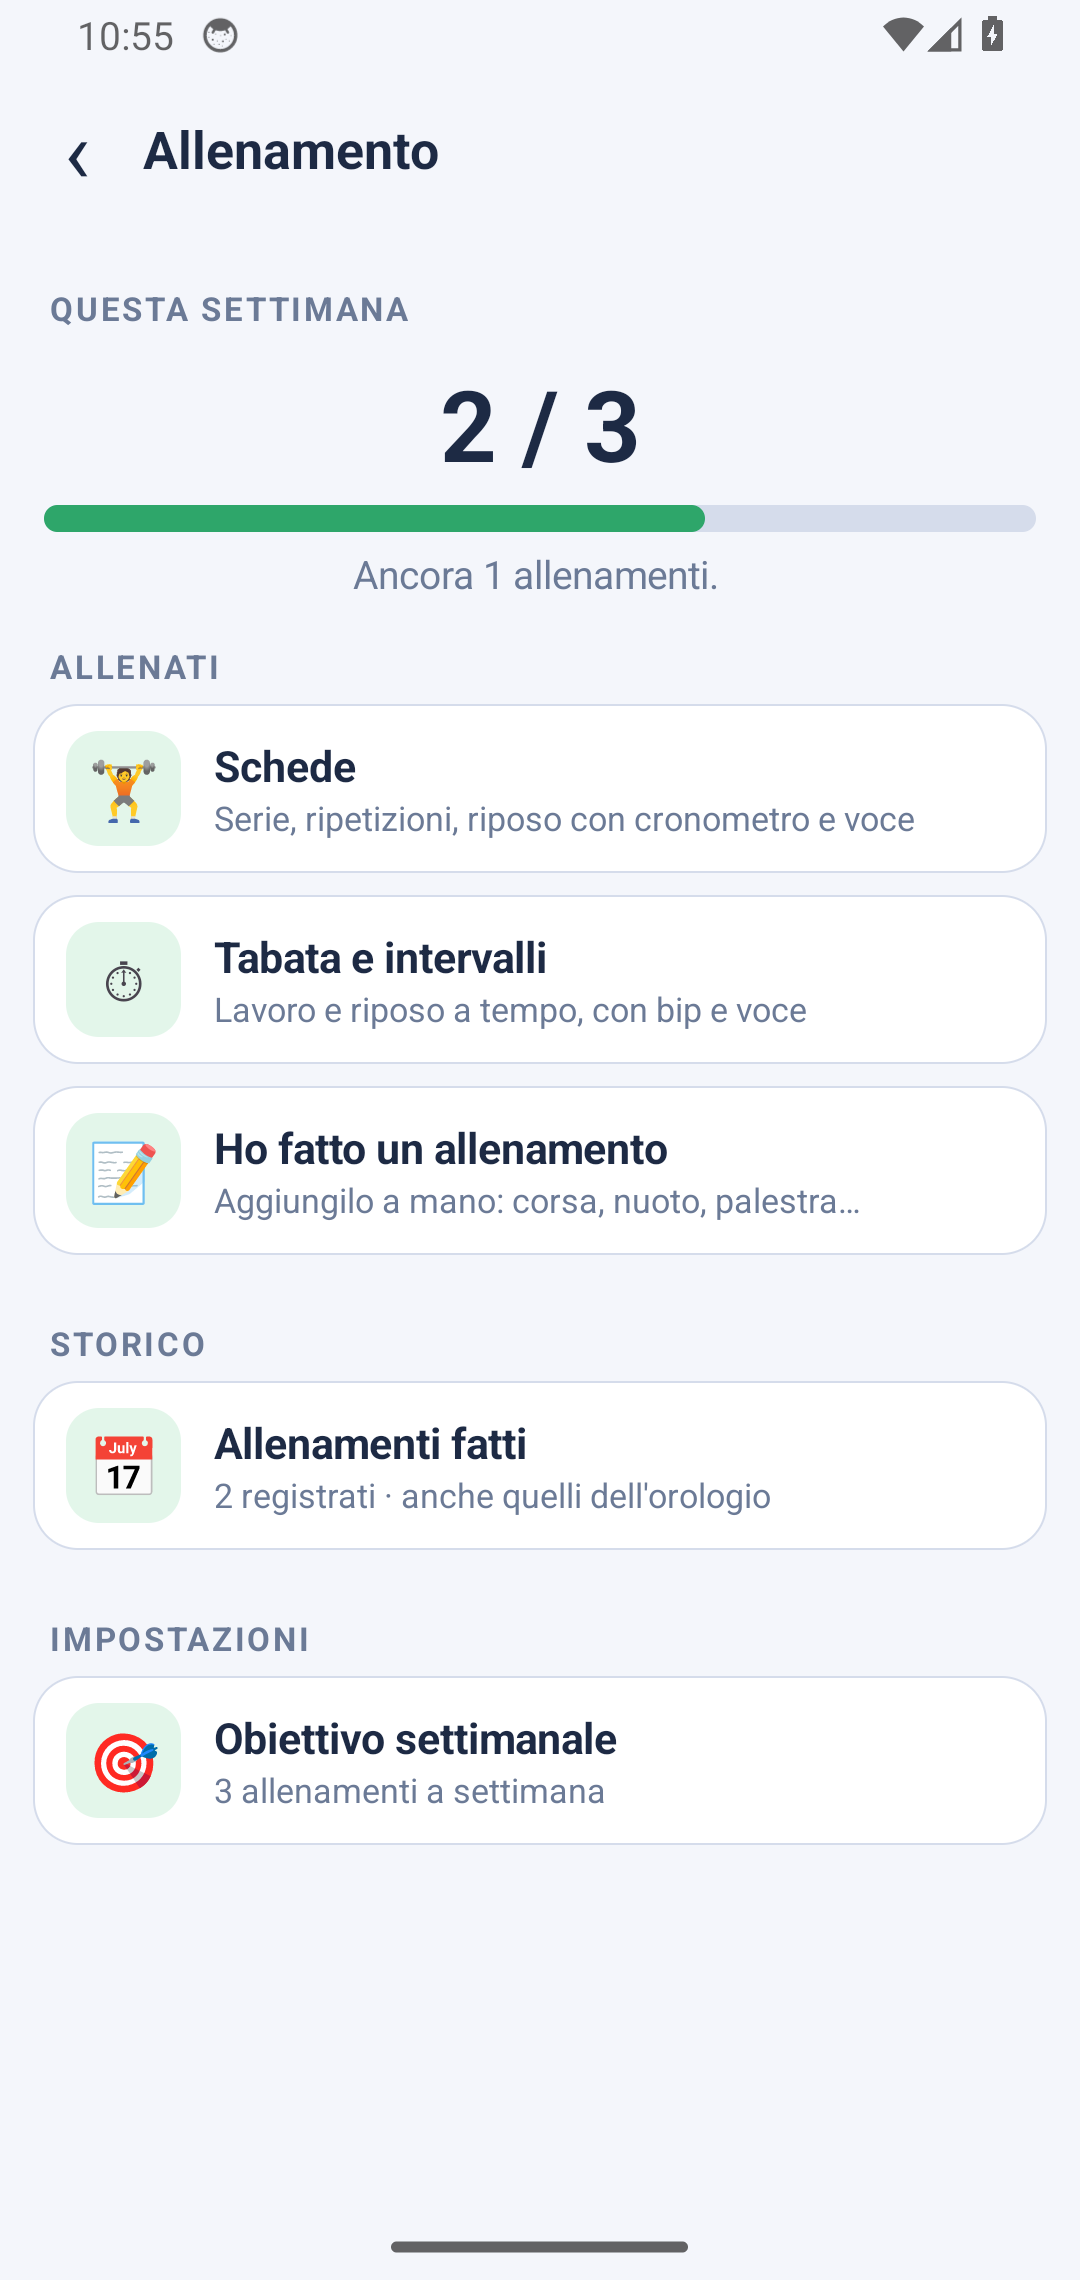 10:55
‹ Allenamento
QUESTA SETTIMANA
2 / 3
Ancora 1 allenamenti.
ALLENATI
Schede
Serie, ripetizioni, riposo con cronometro e voce
Tabata e intervalli
Lavoro e riposo a tempo, con bip e voce
Ho fatto un allenamento
Aggiungilo a mano: corsa, nuoto, palestra…
STORICO
July
17
Allenamenti fatti
2 registrati · anche quelli dell'orologio
IMPOSTAZIONI
Obiettivo settimanale
3 allenamenti a settimana